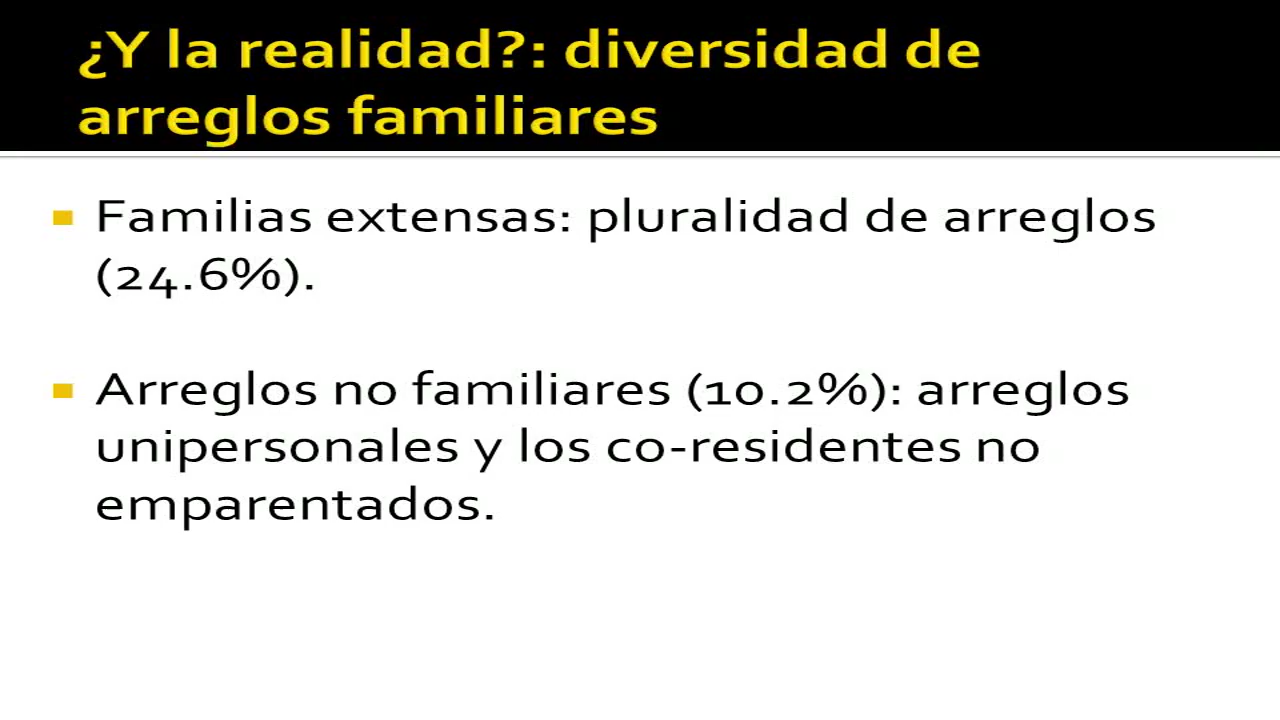 ¿Y la realidad?: diversidad de
arreglos familiares
Familias extensas: pluralidad de arreglos
(24.6%).
Arreglos no familiares (10.2%): arreglos
unipersonales y los co-residentes no
emparentados.